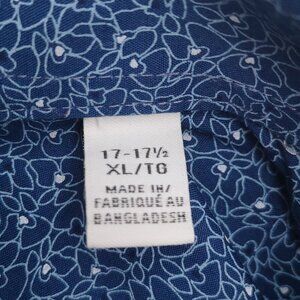 17-17½
XL/TG
MADE IN/
FABRIQUÉ AU
BANGLADESH